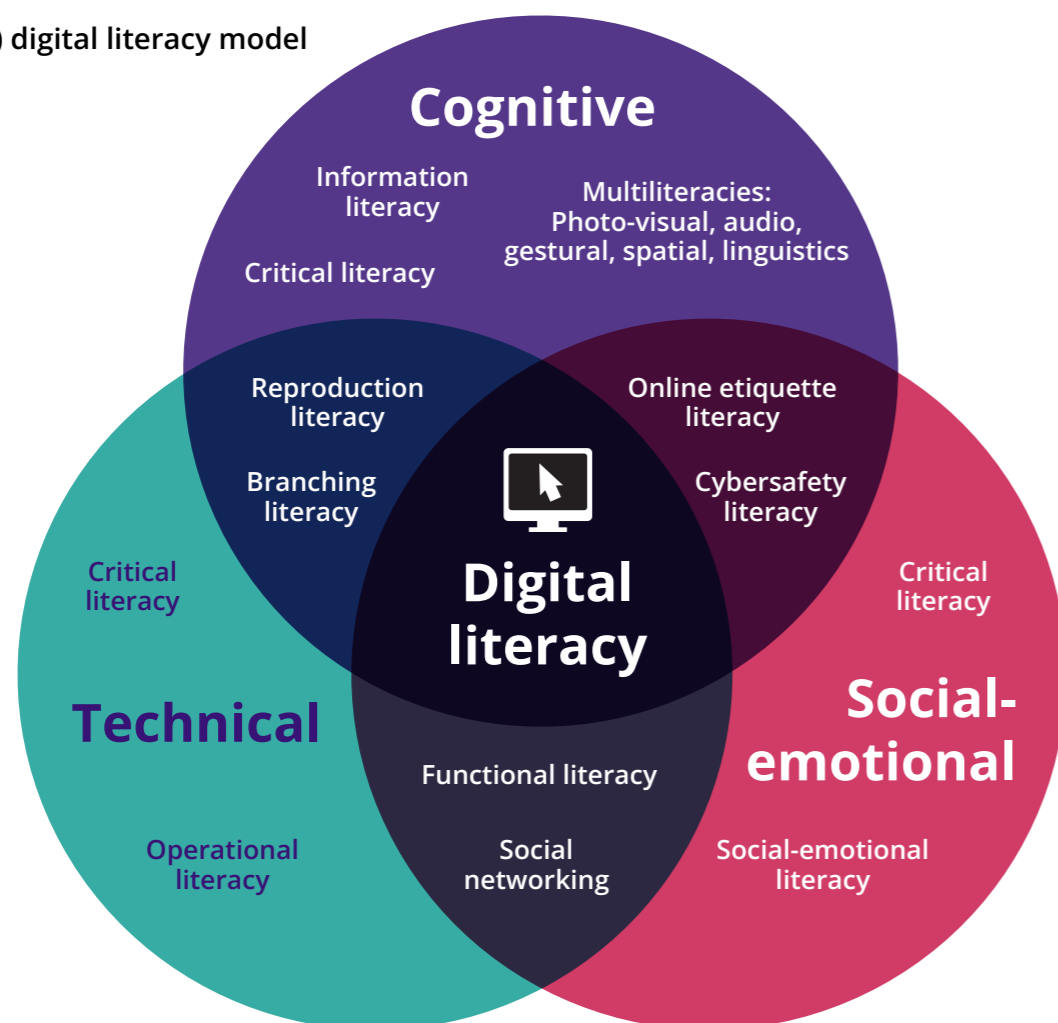 ) digital literacy model
Cognitive
Information
literacy
Multiliteracies:
Photo-visual, audio,
gestural, spatial, linguistics
Critical literacy
Reproduction
literacy
Online etiquette
literacy
Branching
literacy
Cybersafety
literacy
Digital
literacy
Critical
literacy
Critical
literacy
Technical
Social-
emotional
Functional literacy
Operational
literacy
Social
networking
Social-emotional
literacy